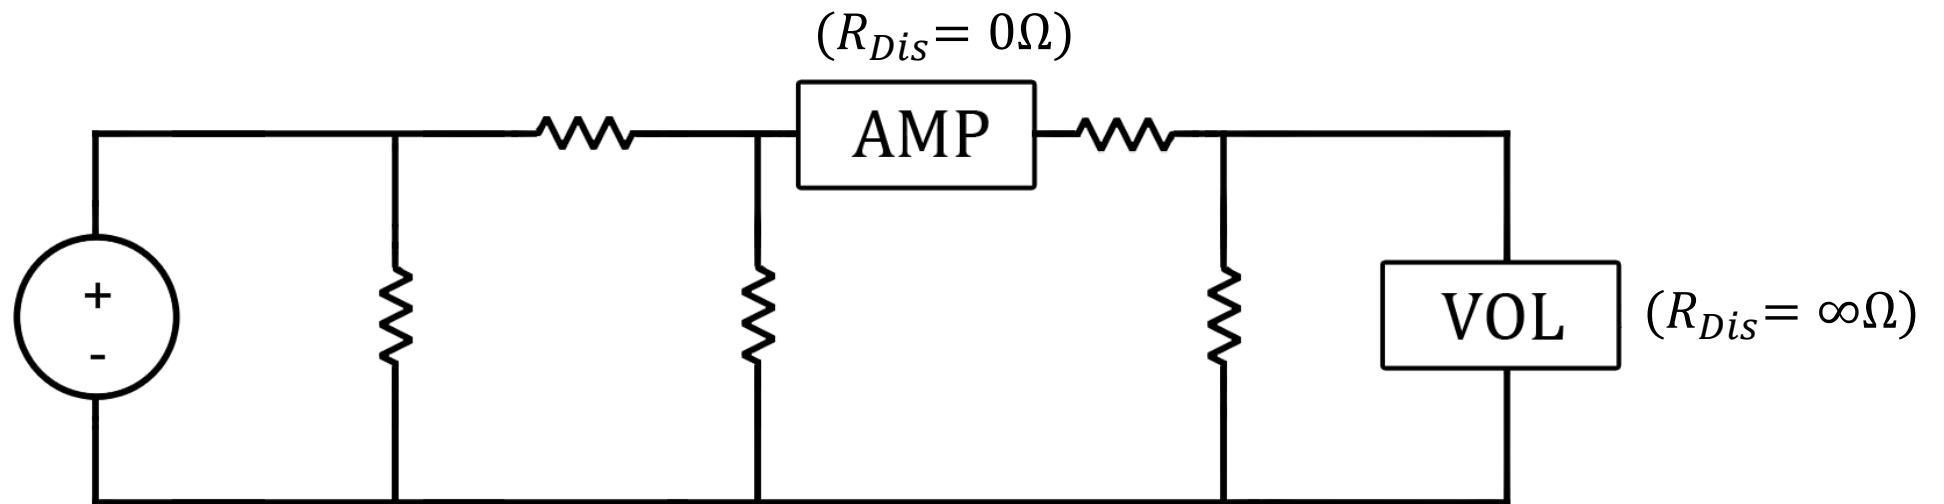 (R_Dis = 0Ω)
AMP
+
-
VOL
(R_Dis = ∞Ω)